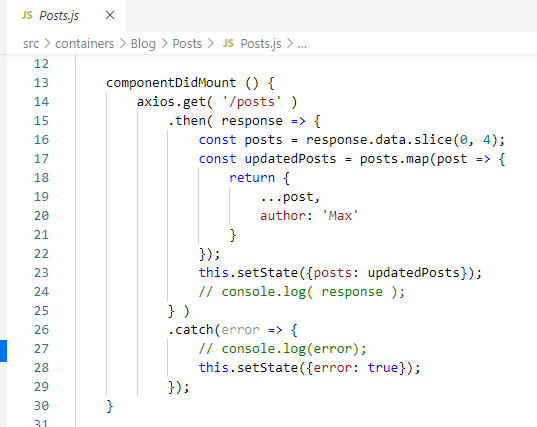 JS Posts.js ×
src > containers > Blog > Posts > JS Posts.js > ...
12
13 componentDidMount () {
14 axios.get( '/posts' )
15 .then( response => {
16 const posts = response.data.slice(0, 4);
17 const updatedPosts = posts.map(post => {
18 return {
19 ...post,
20 author: 'Max'
21 }
22 });
23 this.setState({posts: updatedPosts});
24 // console.log( response );
25 } )
26 .catch(error => {
27 // console.log(error);
28 this.setState({error: true});
29 });
30 }
31